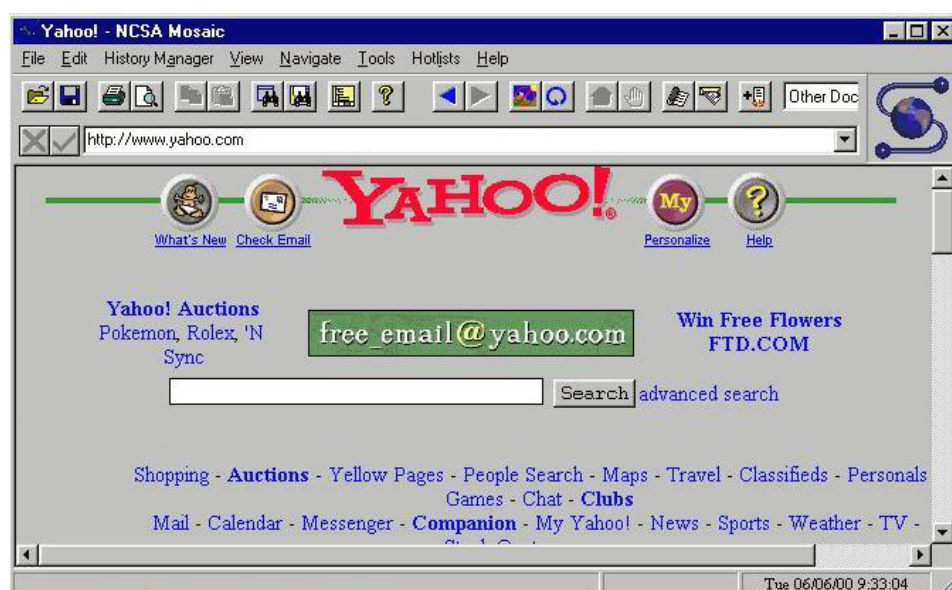 Yahoo! - NCSA Mosaic
File Edit History Manager View Navigate Tools Hotlists Help
Other Doc
http://www.yahoo.com
YAHOO!
My
What's New Check Email Personalize Help
Yahoo! Auctions
Pokemon, Rolex, 'N
Sync
free_email@yahoo.com
Win Free Flowers
FTD.COM
Search advanced search
Shopping - Auctions - Yellow Pages - People Search - Maps - Travel - Classifieds - Personals
Games - Chat - Clubs
Mail - Calendar - Messenger - Companion - My Yahoo! - News - Sports - Weather - TV -
Tue 06/06/00 9:33:04